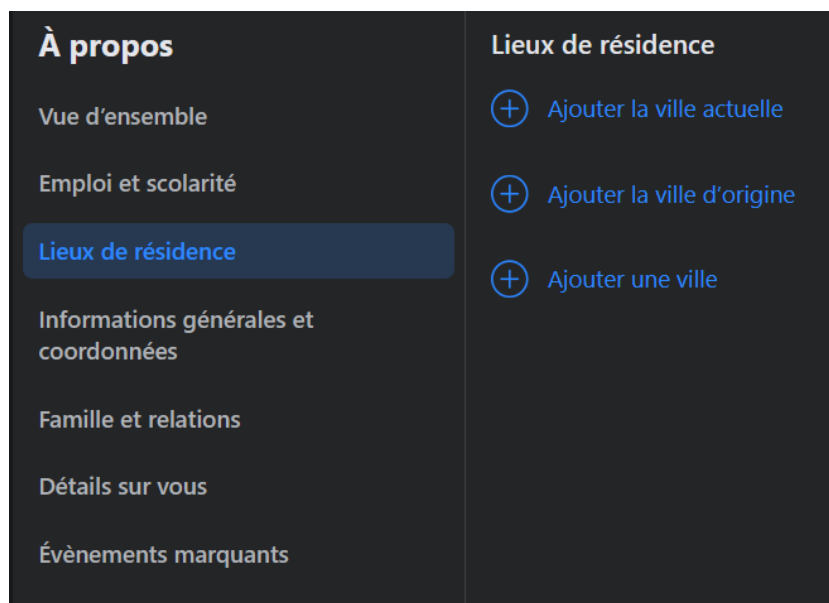 À propos
Vue d’ensemble
Emploi et scolarité
Lieux de résidence
Informations générales et
coordonnées
Famille et relations
Détails sur vous
Évènements marquants
Lieux de résidence
Ajouter la ville actuelle
Ajouter la ville d’origine
Ajouter une ville